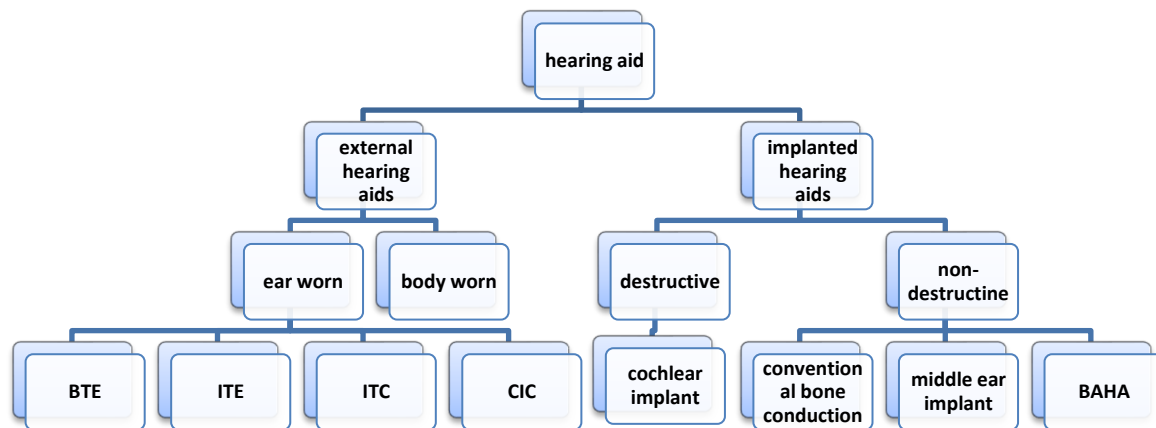 hearing aid
external
hearing
aids
implanted
hearing
aids
ear worn
body worn
destructive
non-
destructine
BTE
ITE
ITC
CIC
cochlear
implant
convention
al bone
conduction
middle ear
implant
BAHA